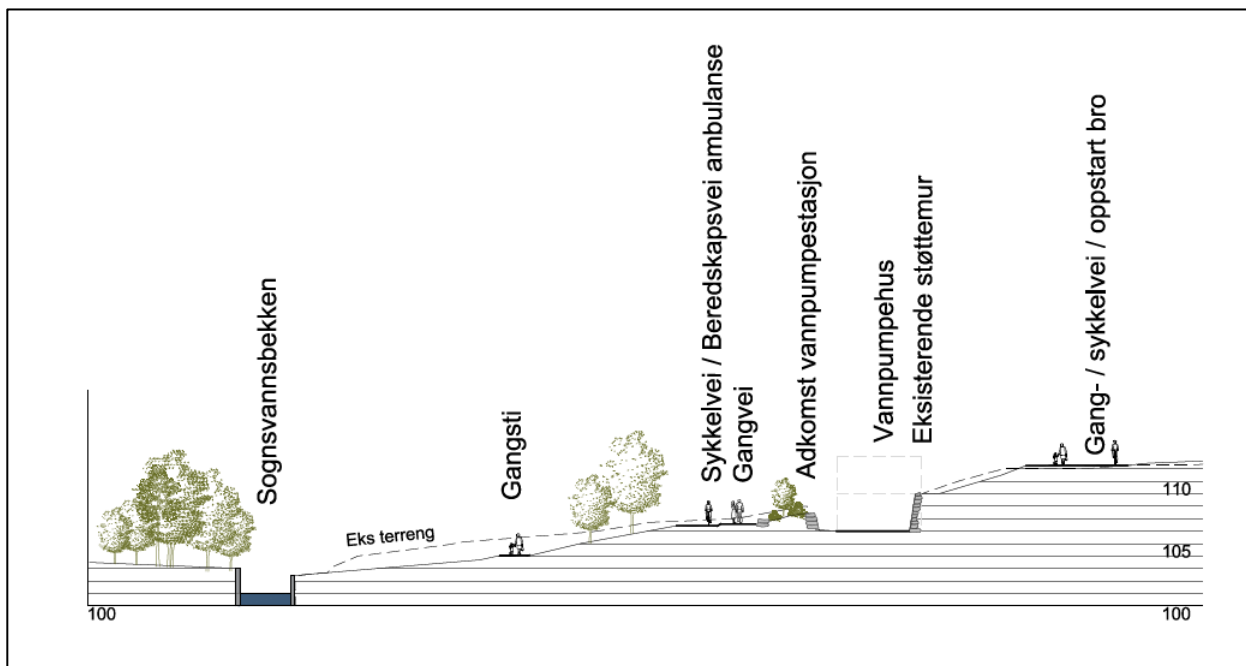 Sognsvannsbekken
Gangsti
Sykkelvei / Beredskapsvei ambulanse
Gangvei
Adkomst vannpumpestasjon
Vannpumpehus
Eksisterende støttemur
Gang- / sykkelvei / oppstart bro
Eks terreng
110
105
100
100